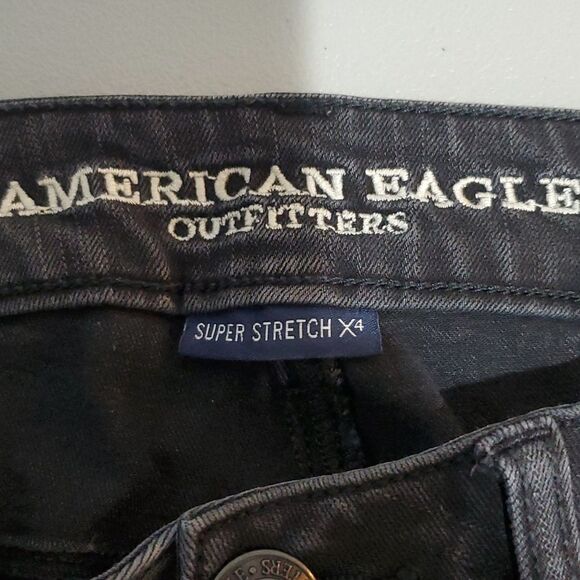 AMERICAN EAGLE
OUTFITTERS
SUPER STRETCH X⁴